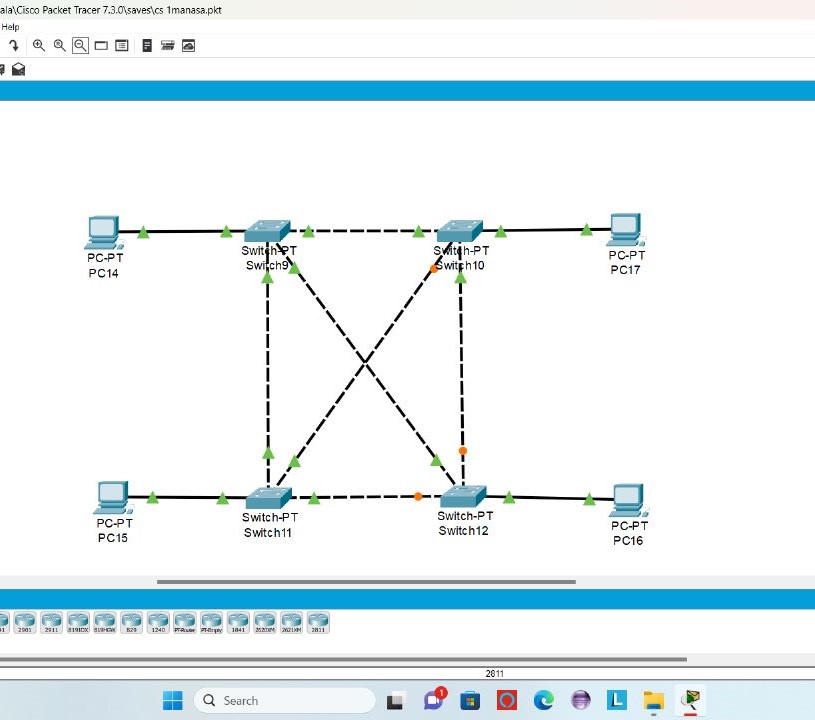 ala\Cisco Packet Tracer 7.3.0\saves\cs 1manasa.pkt
Help
Switch-PT
Switch9
Switch-PT
Switch10
PC-PT
PC14
PC-PT
PC17
PC-PT
PC15
Switch-PT
Switch11
Switch-PT
Switch12
PC-PT
PC16
2901
2911
819IOX
819HGW
829
1240
PT-Router
PT-Empty
1841
2620XM
2621XM
2811
2811
1
Search
L